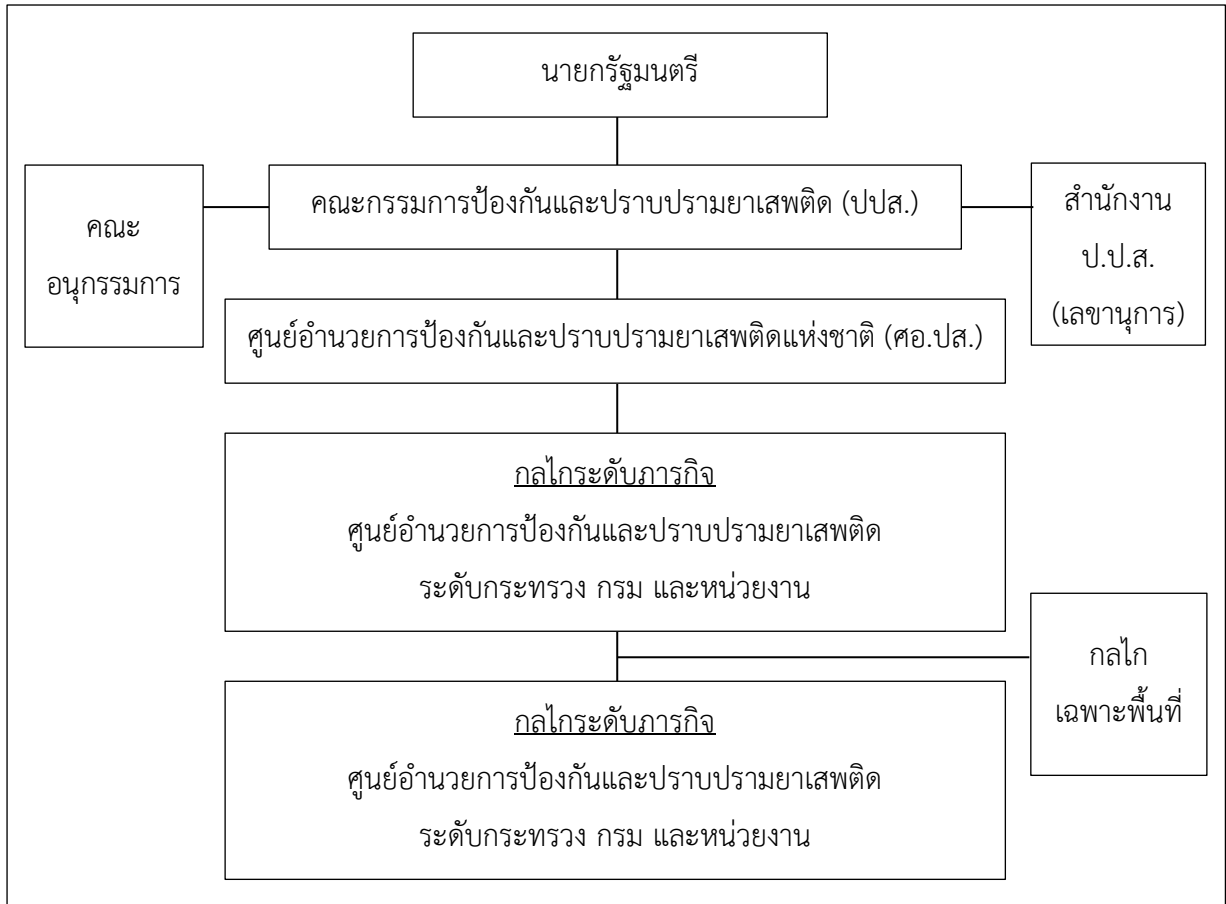 นายกรัฐมนตรี
คณะ
อนุกรรมการ
คณะกรรมการป้องกันและปราบปรามยาเสพติด (ปปส.)
สำนักงาน
ป.ป.ส.
(เลขานุการ)
ศูนย์อำนวยการป้องกันและปราบปรามยาเสพติดแห่งชาติ (ศอ.ปส.)
กลไกระดับภารกิจ
ศูนย์อำนวยการป้องกันและปราบปรามยาเสพติด
ระดับกระทรวง กรม และหน่วยงาน
กลไก
เฉพาะพื้นที่
กลไกระดับภารกิจ
ศูนย์อำนวยการป้องกันและปราบปรามยาเสพติด
ระดับกระทรวง กรม และหน่วยงาน